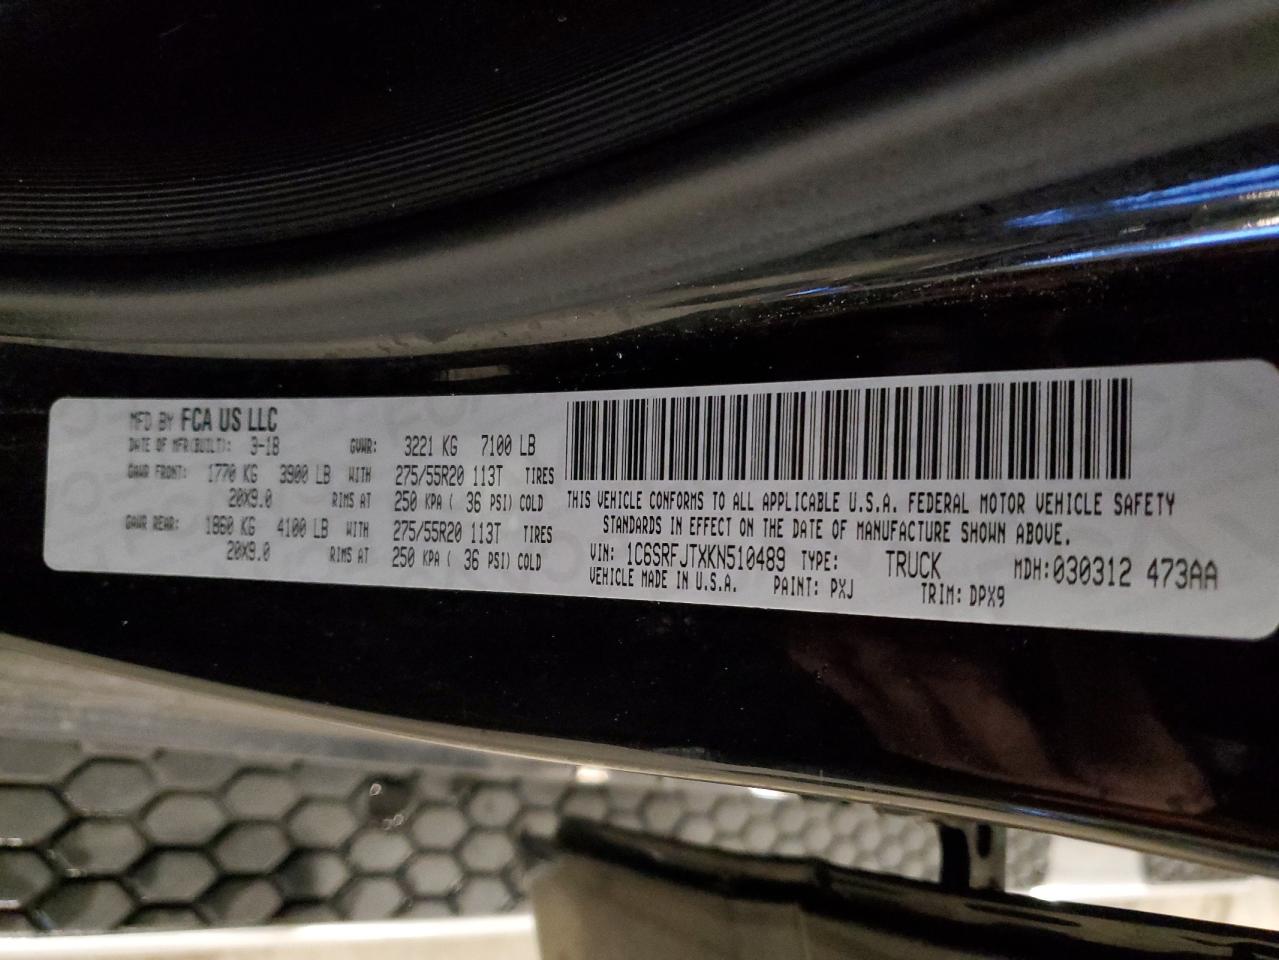 MFD BY FCA US LLC
DATE OF MFR(BUILT): 3-18 GVWR: 3221 KG 7100 LB
GAWR FRONT: 1770 KG 3900 LB WITH 275/55R20 113T TIRES
20X9.0 RIMS AT 250 KPA ( 36 PSI) COLD
GAWR REAR: 1860 KG 4100 LB WITH 275/55R20 113T TIRES
20X9.0 RIMS AT 250 KPA ( 36 PSI) COLD
THIS VEHICLE CONFORMS TO ALL APPLICABLE U.S.A. FEDERAL MOTOR VEHICLE SAFETY
STANDARDS IN EFFECT ON THE DATE OF MANUFACTURE SHOWN ABOVE.
VIN: 1C6SRFJTXKN510489 TYPE: TRUCK MDH:030312 473AA
VEHICLE MADE IN U.S.A. PAINT: PXJ TRIM: DPX9